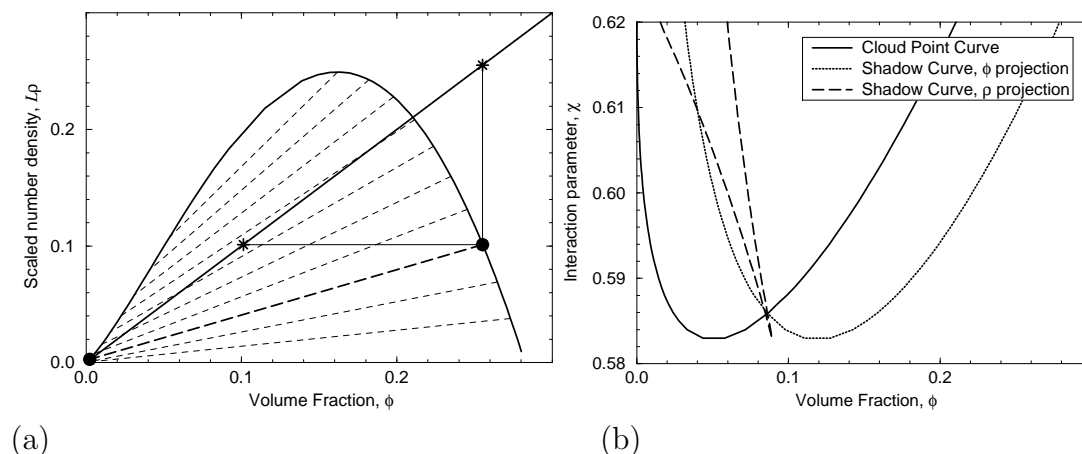 Scaled number density, Lρ
0.2
0.1
0.0
0.0
0.1
0.2
Volume Fraction, ϕ
(a)
Interaction parameter, χ
0.62
0.61
0.60
0.59
0.58
0.0
0.1
0.2
Volume Fraction, ϕ
Cloud Point Curve
Shadow Curve, ϕ projection
Shadow Curve, ρ projection
(b)